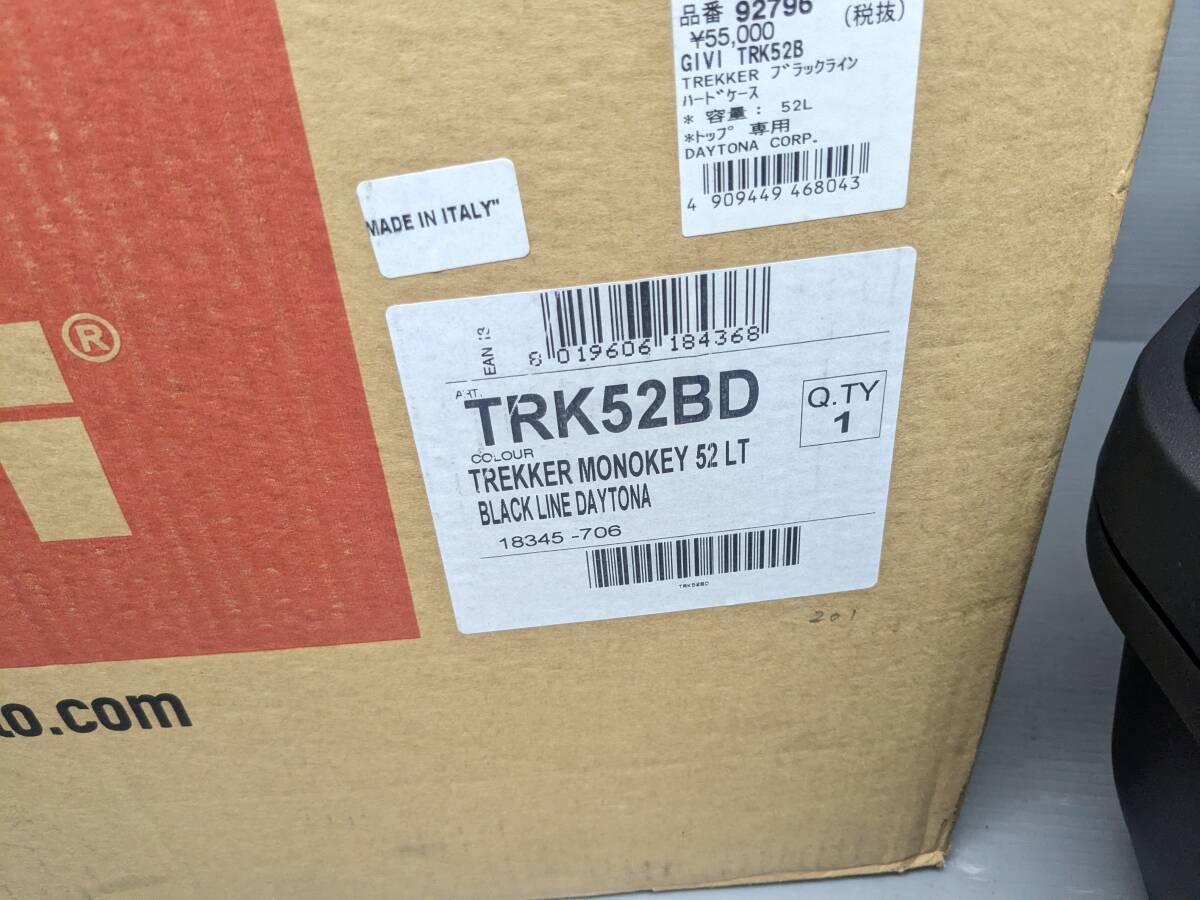 品番 92796 (税抜)
¥55,000
GIVI TRK52B
TREKKER ブラックライン
ハードケース
* 容量: 52L
*トップ 専用
DAYTONA CORP.
4 909449 468043
MADE IN ITALY"
®
EAN 13
8 019606 184368
ART.
TRK52BD
Q.TY
1
COLOUR
TREKKER MONOKEY 52 LT
BLACK LINE DAYTONA
18345 -706
TRK52BD
201
to.com